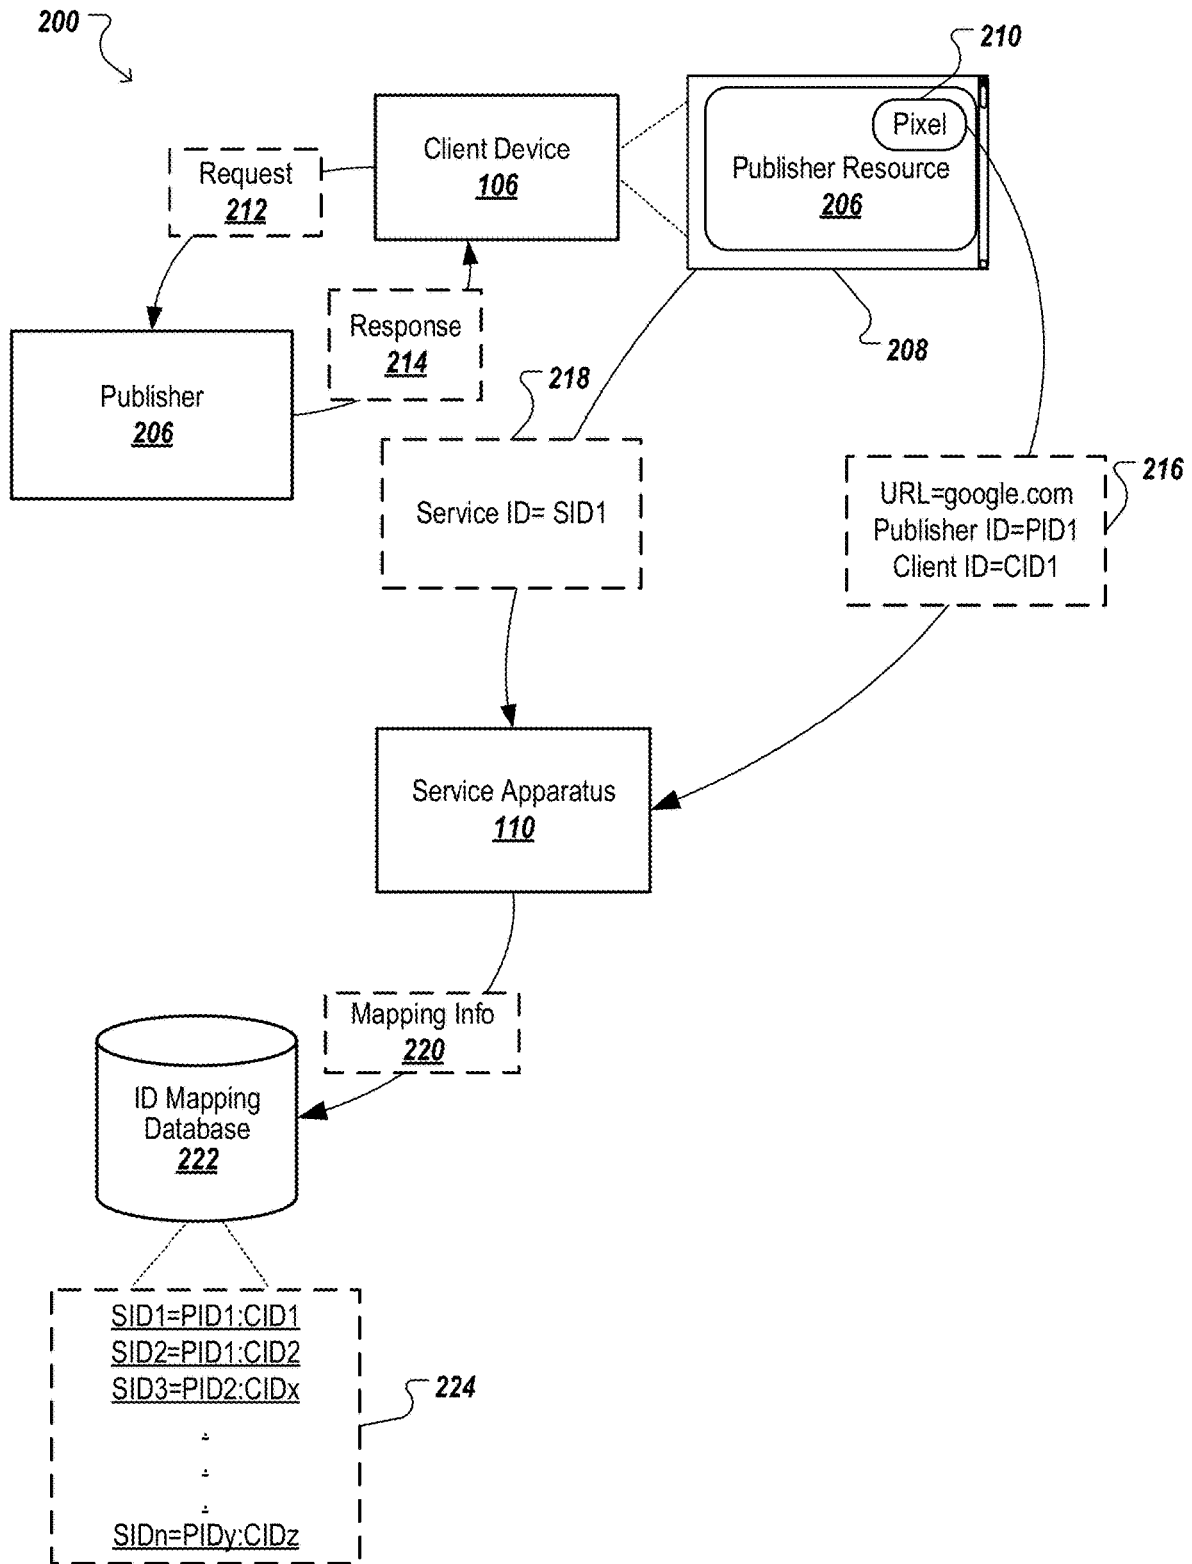 200
210
Pixel
Client Device
106
Publisher Resource
206
Request
212
208
Response
214
Publisher
206
218
216
URL=google.com
Publisher ID=PID1
Client ID=CID1
Service ID= SID1
Service Apparatus
110
Mapping Info
220
ID Mapping
Database
222
SID1=PID1:CID1
SID2=PID1:CID2
SID3=PID2:CIDx
.
.
.
SIDn=PIDy:CIDz
224